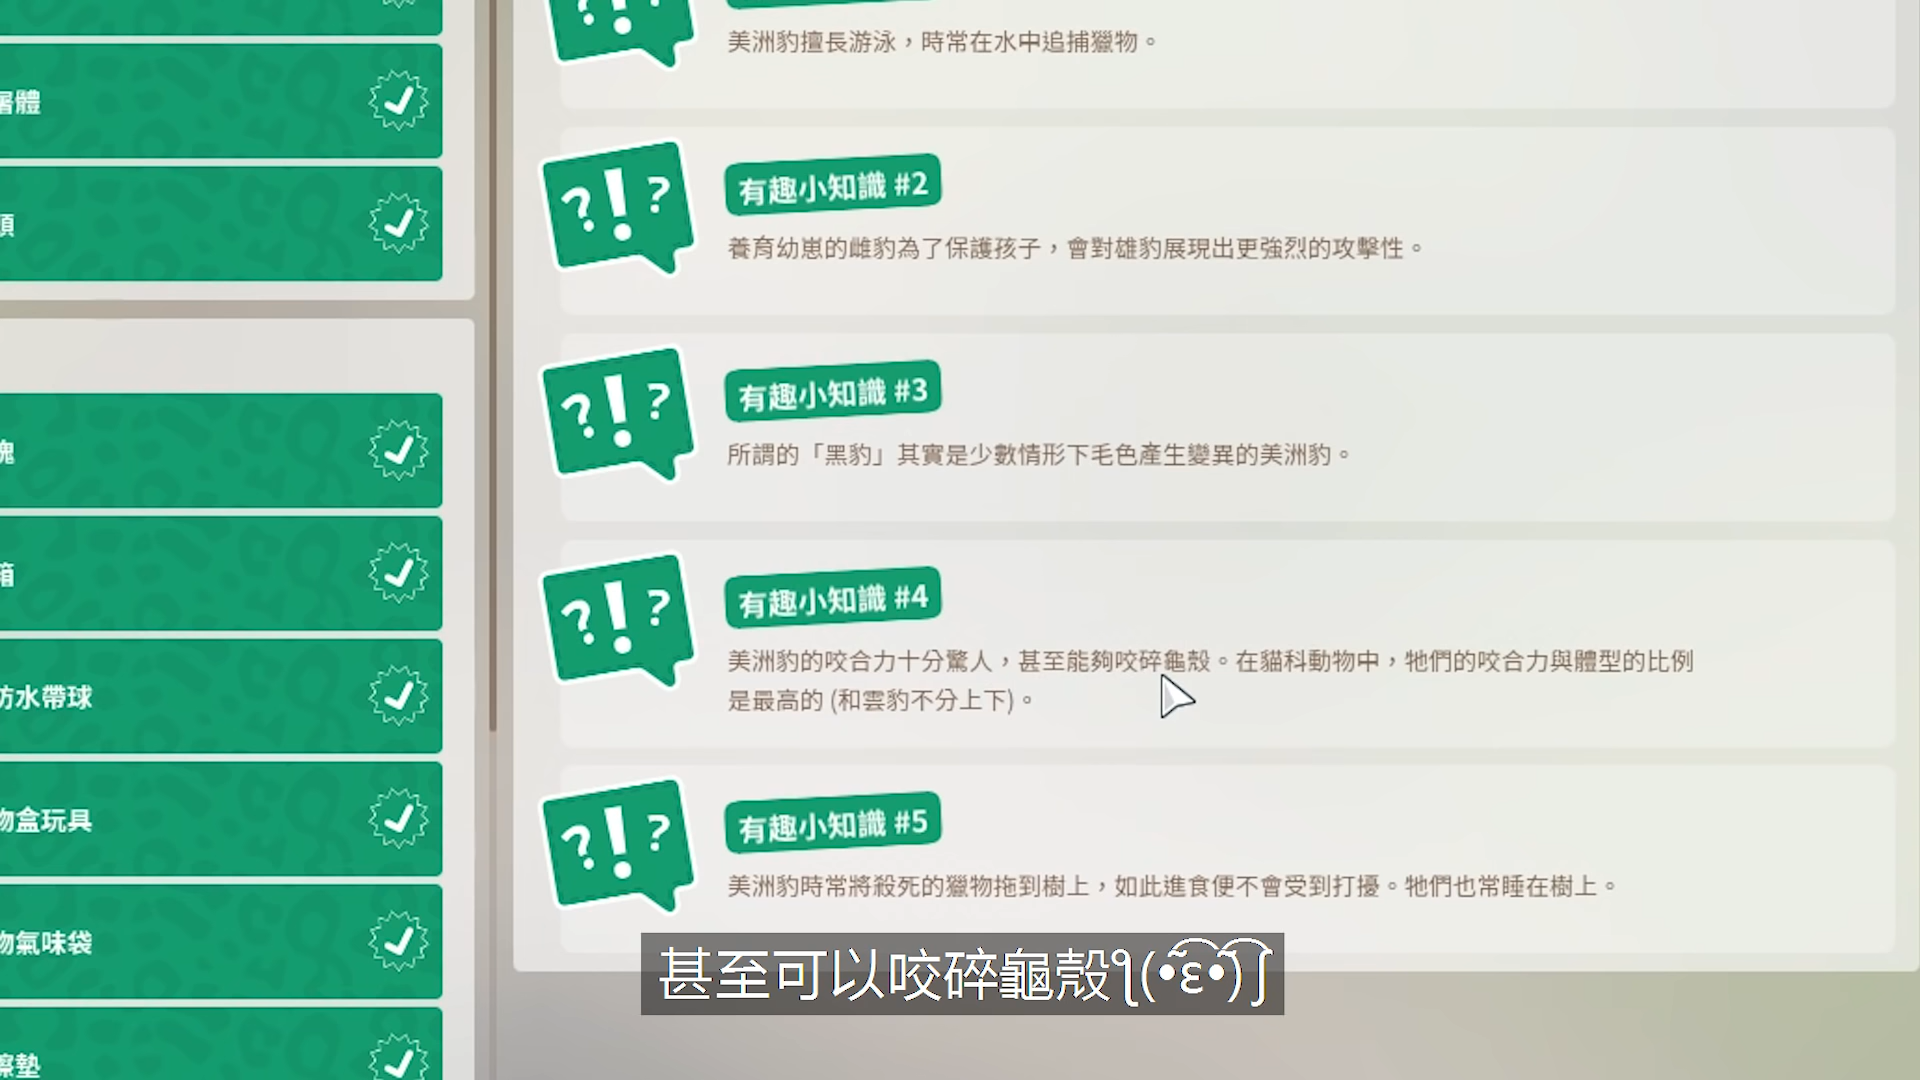 美洲豹擅長游泳，時常在水中追捕獵物。
有趣小知識 #2
養育幼崽的雌豹為了保護孩子，會對雄豹展現出更強烈的攻擊性。
有趣小知識 #3
所謂的「黑豹」其實是少數情形下毛色產生變異的美洲豹。
有趣小知識 #4
美洲豹的咬合力十分驚人，甚至能夠咬碎龜殼。在貓科動物中，牠們的咬合力與體型的比例
是最高的 (和雲豹不分上下)。
有趣小知識 #5
美洲豹時常將殺死的獵物拖到樹上，如此進食便不會受到打擾。牠們也常睡在樹上。
體
防水帶球
物盒玩具
物氣味袋
墊
甚至可以咬碎龜殼ʅ(•᷄ɛ•᷅)ʃ